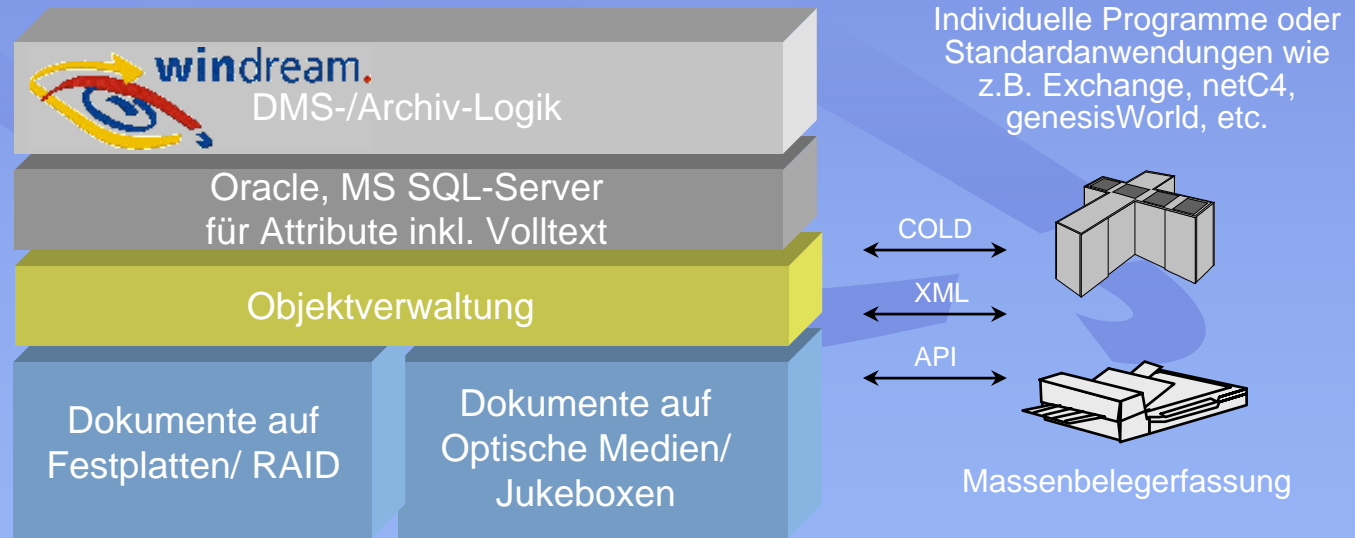 windream.
DMS-/Archiv-Logik
Oracle, MS SQL-Server
für Attribute inkl. Volltext
Objektverwaltung
Dokumente auf
Festplatten/ RAID
Dokumente auf
Optische Medien/
Jukeboxen
Individuelle Programme oder
Standardanwendungen wie
z.B. Exchange, netC4,
genesisWorld, etc.
COLD
XML
API
Massenbelegerfassung